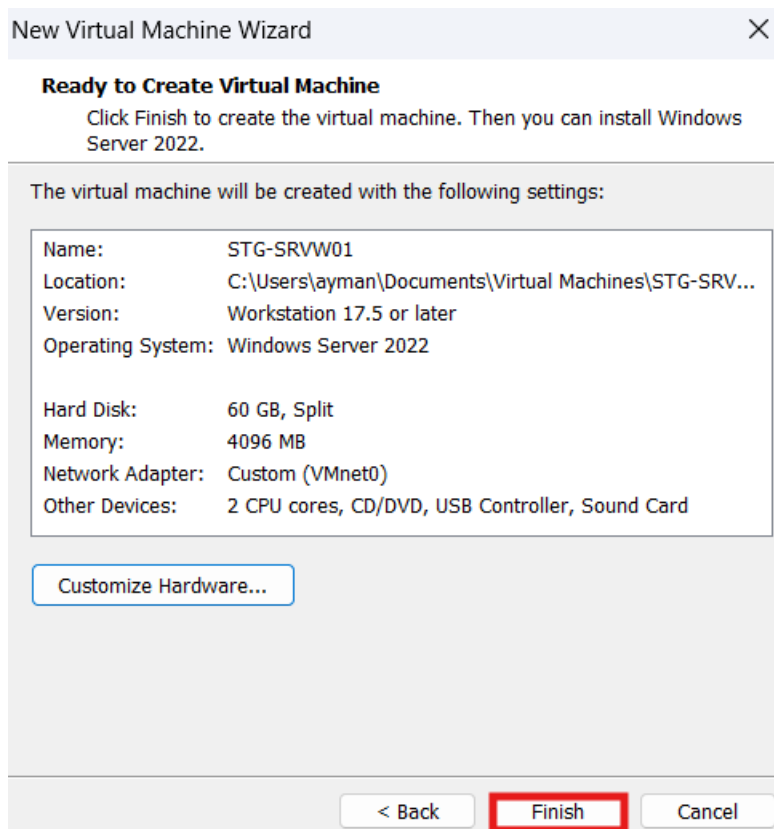 New Virtual Machine Wizard
Ready to Create Virtual Machine
Click Finish to create the virtual machine. Then you can install Windows
Server 2022.
The virtual machine will be created with the following settings:
Name: STG-SRVW01
Location: C:\Users\ayman\Documents\Virtual Machines\STG-SRV...
Version: Workstation 17.5 or later
Operating System: Windows Server 2022
Hard Disk: 60 GB, Split
Memory: 4096 MB
Network Adapter: Custom (VMnet0)
Other Devices: 2 CPU cores, CD/DVD, USB Controller, Sound Card
Customize Hardware...
< Back Finish Cancel